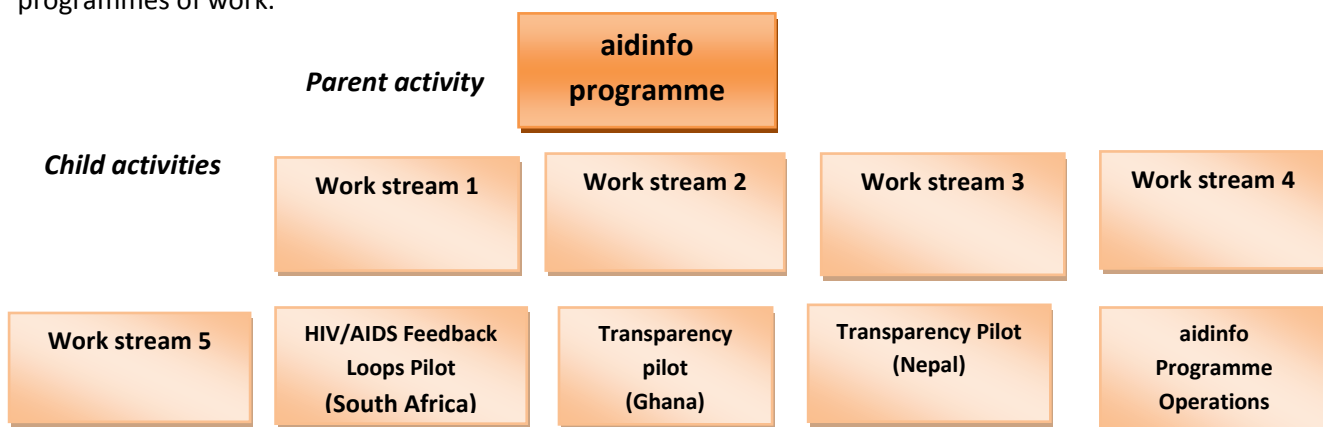 programmes of work.
aidinfo
programme
Parent activity
Child activities
Work stream 1
Work stream 2
Work stream 3
Work stream 4
Work stream 5
HIV/AIDS Feedback
Loops Pilot
(South Africa)
Transparency
pilot
(Ghana)
Transparency Pilot
(Nepal)
aidinfo
Programme
Operations